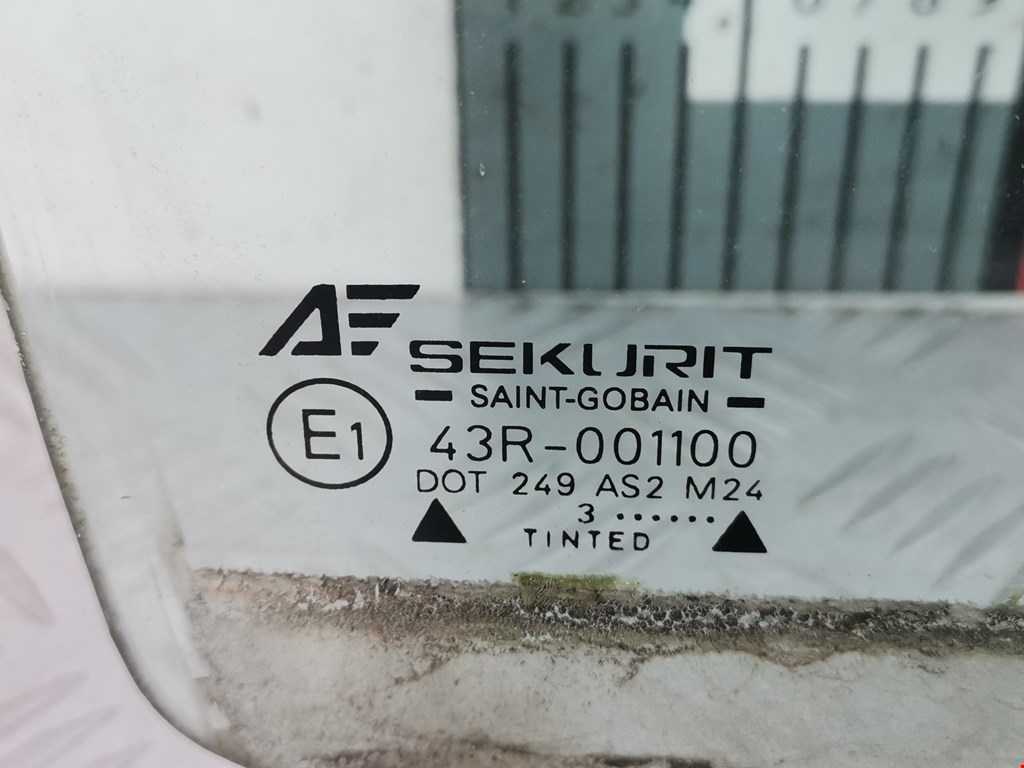 AF SEKURIT
SAINT-GOBAIN
E1 43R-001100
DOT 249 AS2 M24
3 .......
TINTED